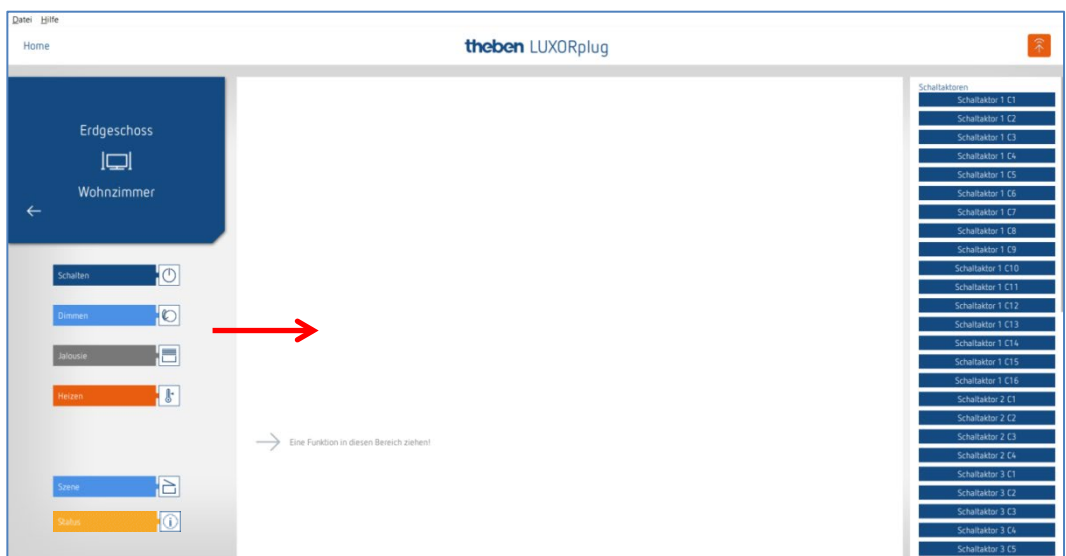 Datei Hilfe
Home
theben LUXORplug
Erdgeschoss
Wohnzimmer
Schalten
Dimmen
Jalousie
Heizen
Szene
Status
Eine Funktion in diesen Bereich ziehen!
Schaltaktoren
Schaltaktor 1 C1
Schaltaktor 1 C2
Schaltaktor 1 C3
Schaltaktor 1 C4
Schaltaktor 1 C5
Schaltaktor 1 C6
Schaltaktor 1 C7
Schaltaktor 1 C8
Schaltaktor 1 C9
Schaltaktor 1 C10
Schaltaktor 1 C11
Schaltaktor 1 C12
Schaltaktor 1 C13
Schaltaktor 1 C14
Schaltaktor 1 C15
Schaltaktor 1 C16
Schaltaktor 2 C1
Schaltaktor 2 C2
Schaltaktor 2 C3
Schaltaktor 2 C4
Schaltaktor 3 C1
Schaltaktor 3 C2
Schaltaktor 3 C3
Schaltaktor 3 C4
Schaltaktor 3 C5